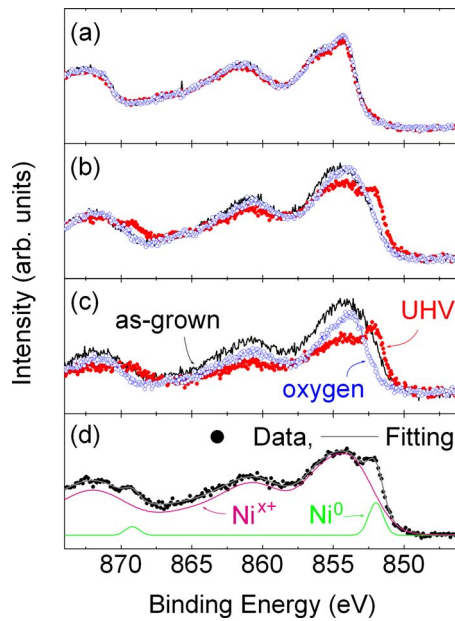 (a)
(b)
(c)
as-grown
UHV
oxygen
(d)
Data, Fitting
Ni^x+
Ni^0
Intensity (arb. units)
870 865 860 855 850
Binding Energy (eV)